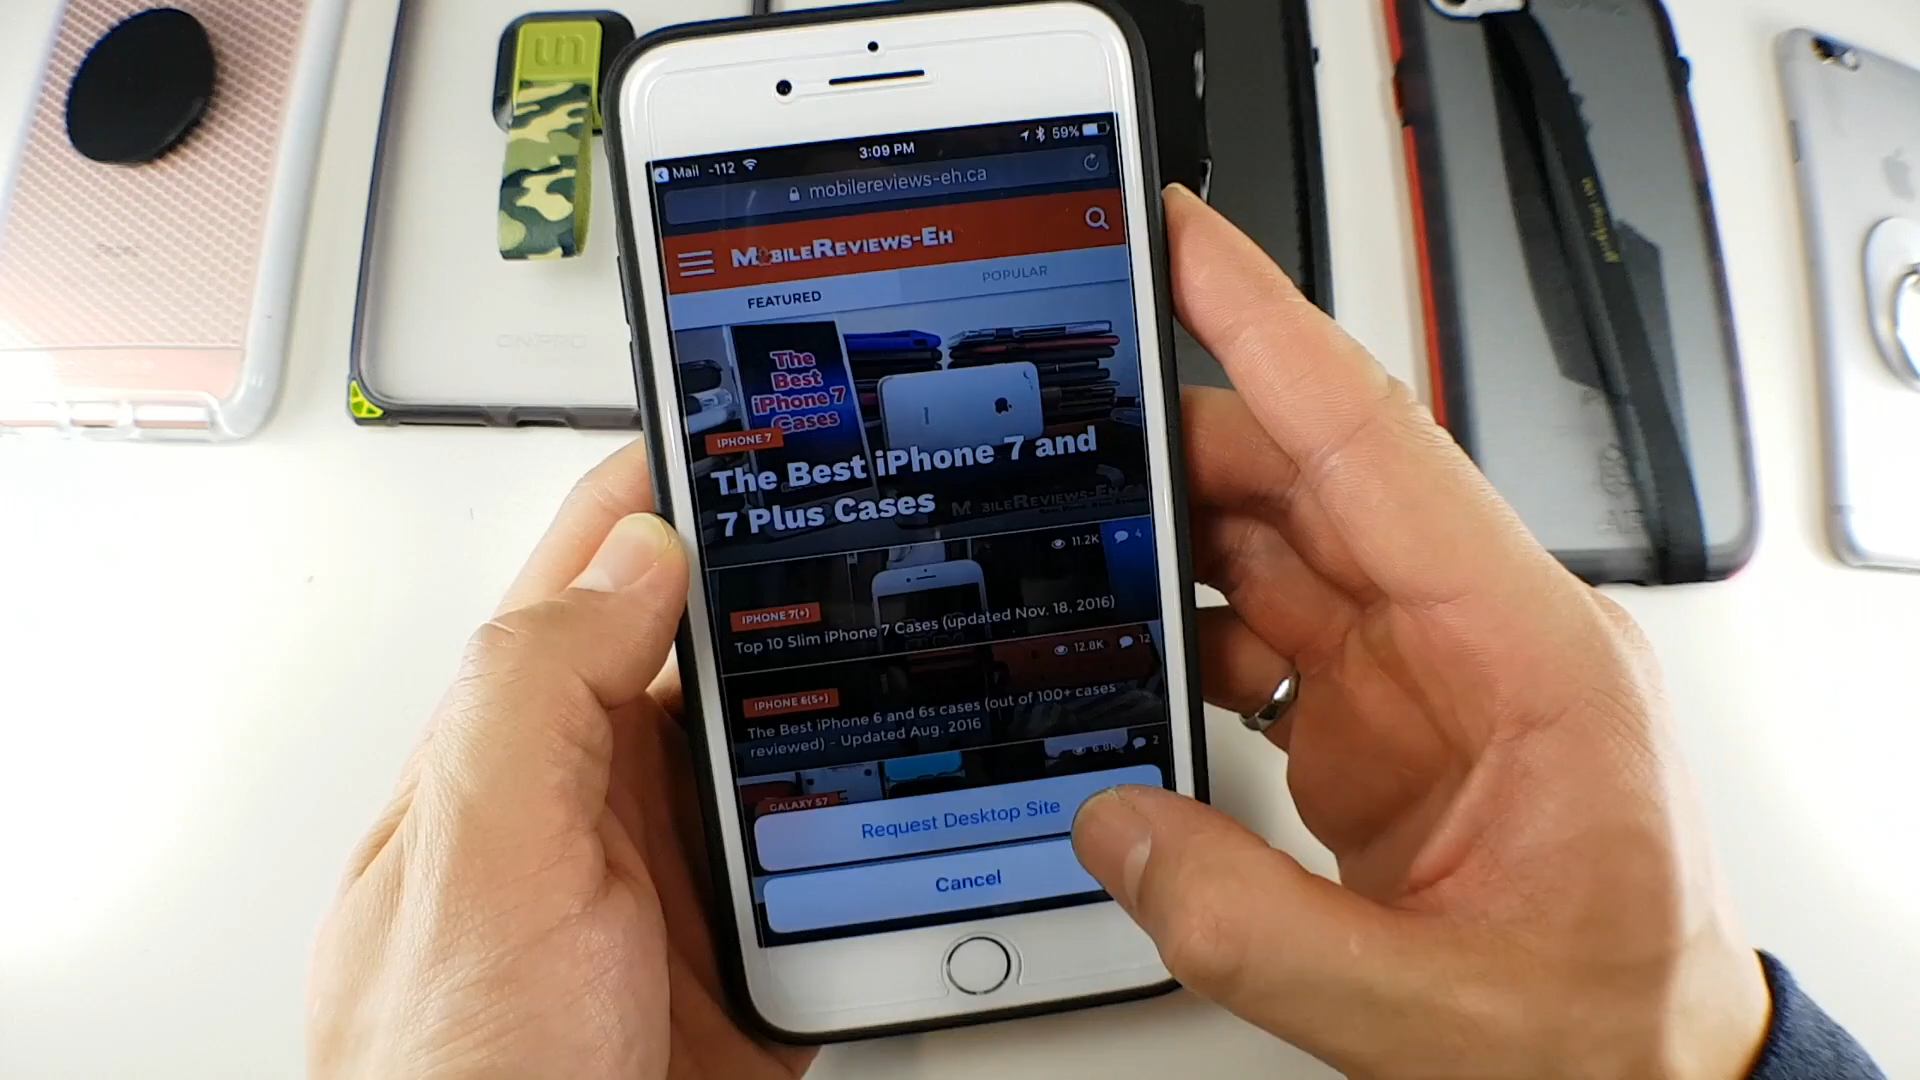 Mail -112
3:09 PM
59%
mobilereviews-eh.ca
MOBILEREVIEWS-EH
FEATURED
POPULAR
The
Best
iPhone 7
Cases
IPHONE 7
The Best iPhone 7 and
7 Plus Cases
11.2K 4
IPHONE 7(+)
Top 10 Slim iPhone 7 Cases (updated Nov. 18, 2016)
12.8K 12
IPHONE 6(S+)
The Best iPhone 6 and 6s cases (out of 100+ cases
reviewed) - Updated Aug. 2016
6.8K 2
GALAXY S7
Request Desktop Site
Cancel